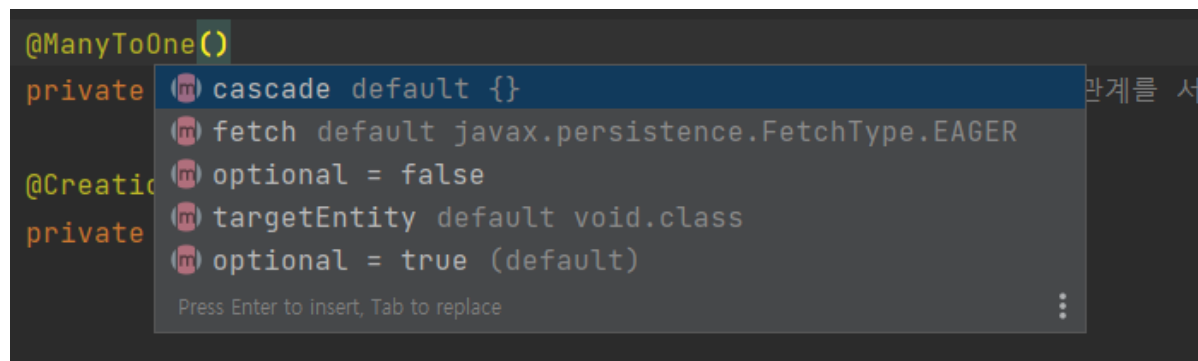 @ManyToOne()
private 관계를 서
cascade default {}
fetch default javax.persistence.FetchType.EAGER
@Creatio
optional = false
private
targetEntity default void.class
optional = true (default)
Press Enter to insert, Tab to replace